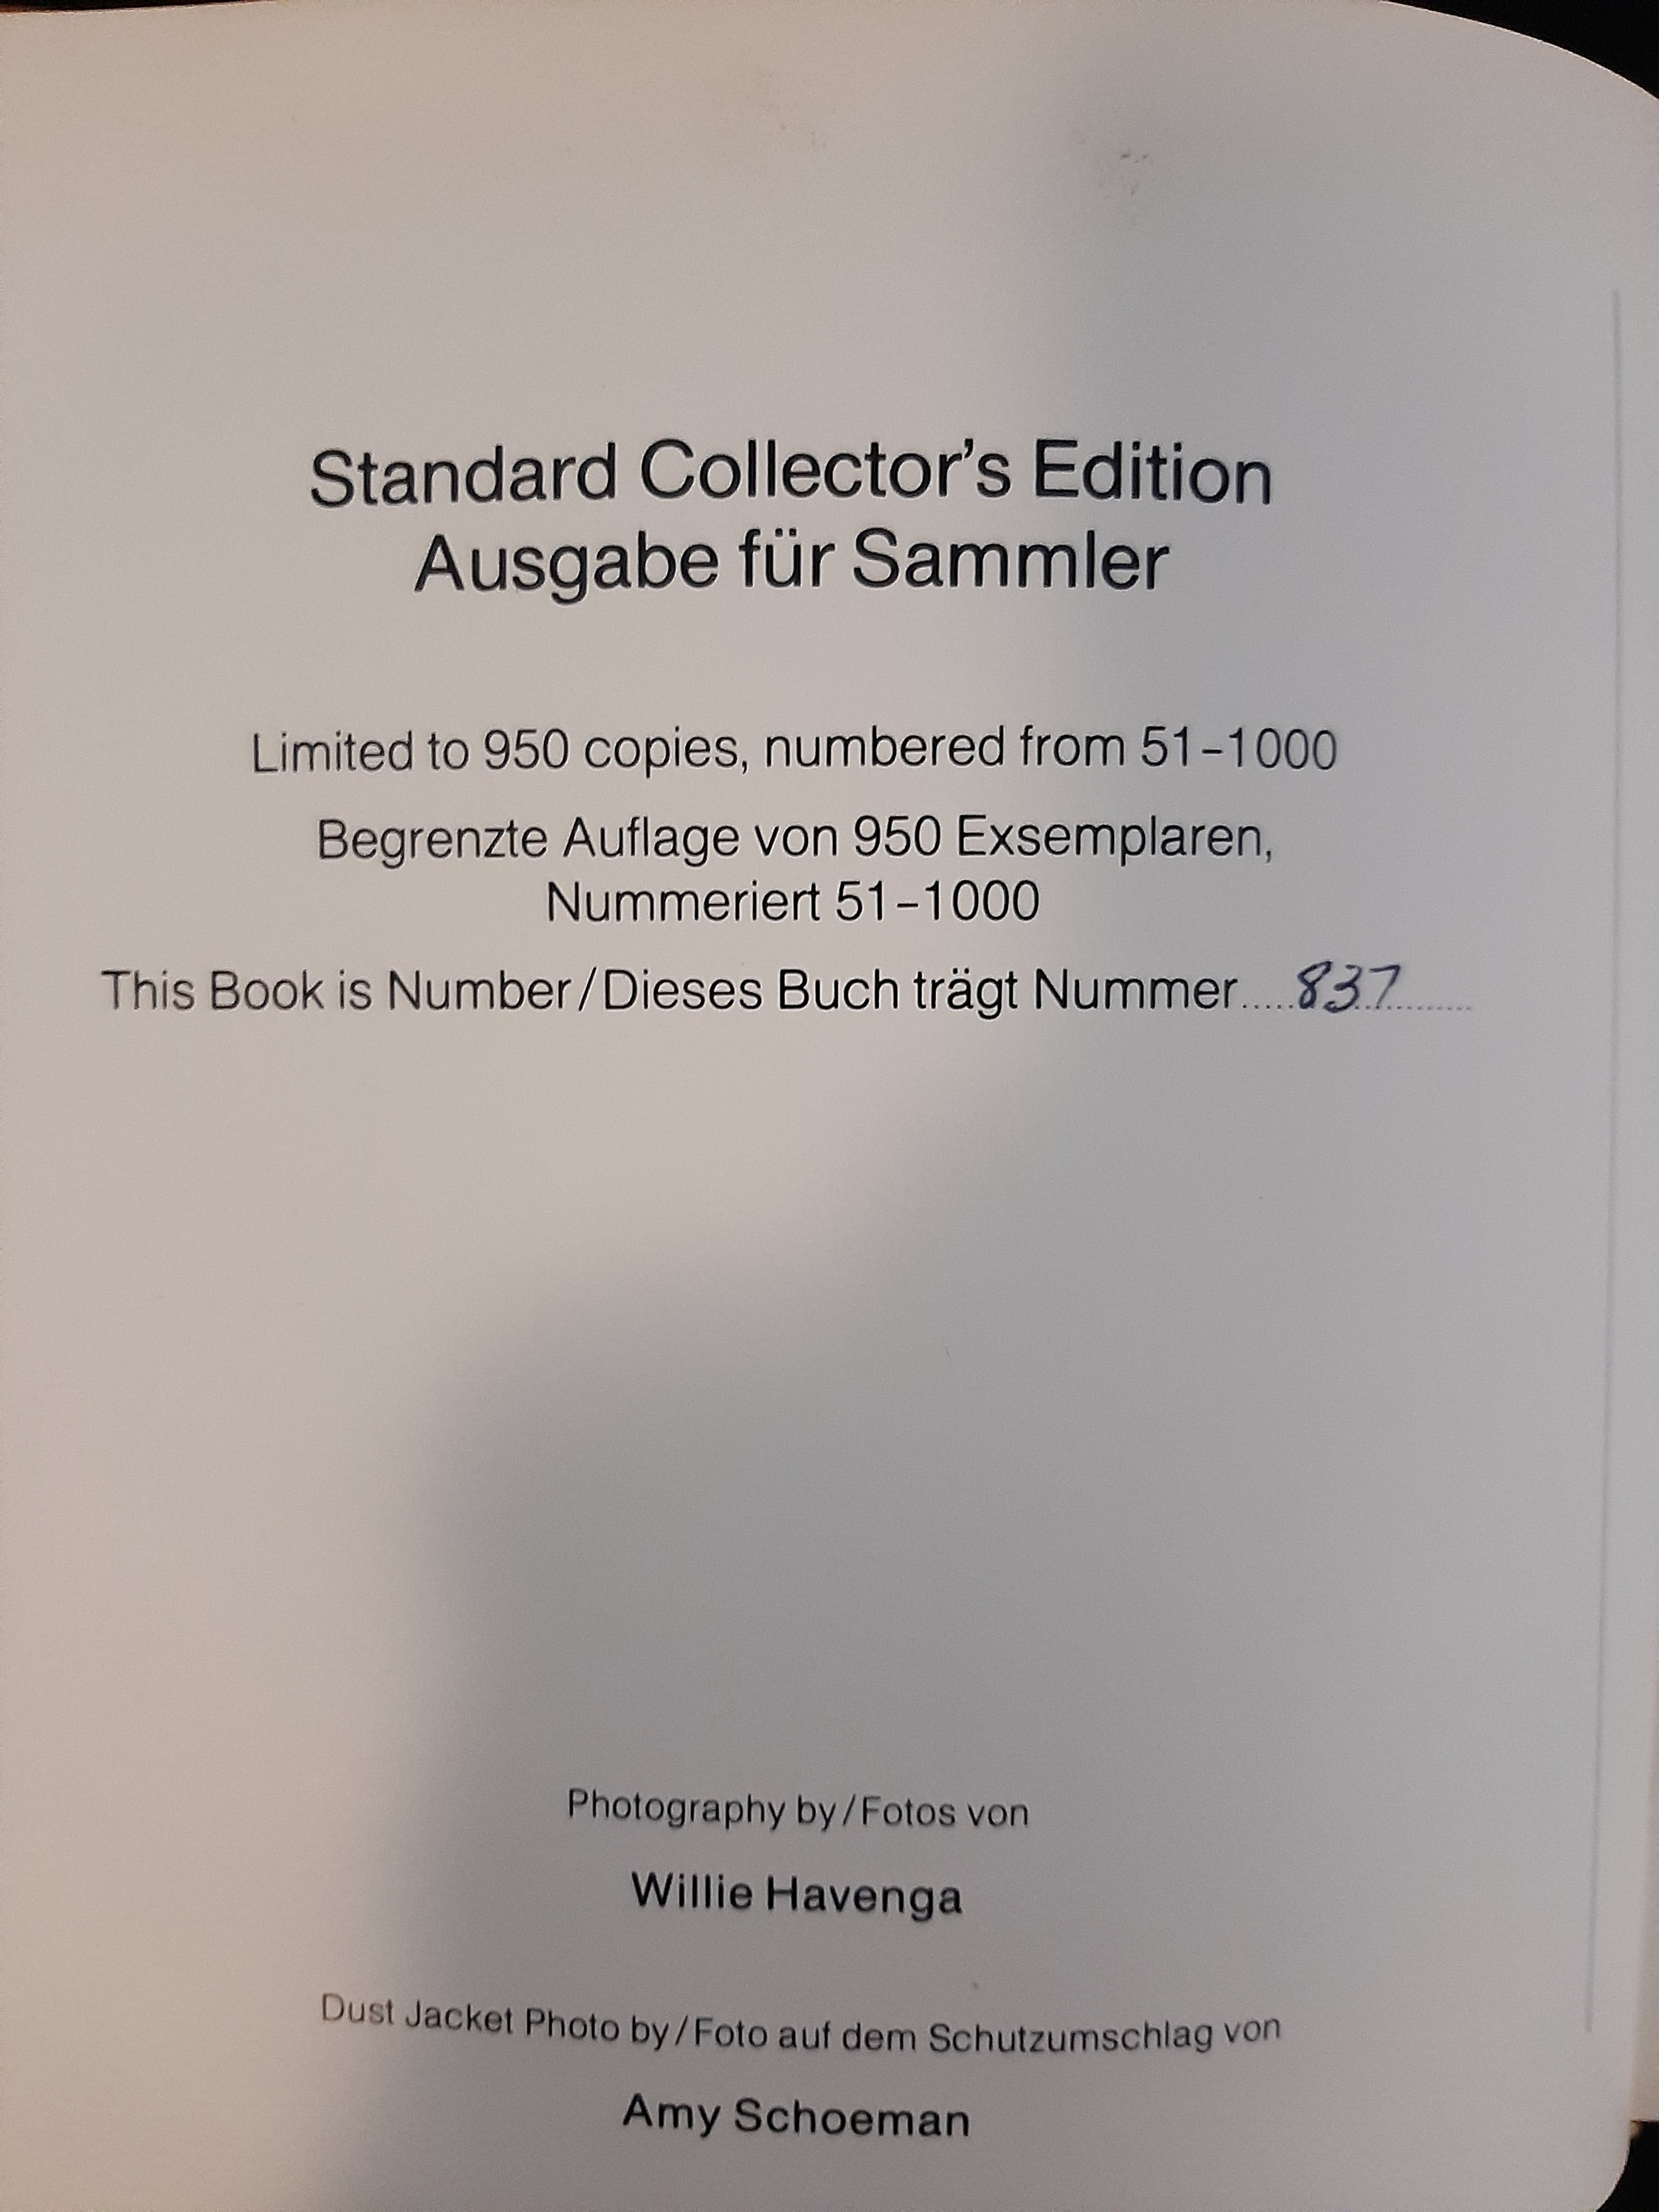 Standard Collector's Edition
Ausgabe für Sammler
Limited to 950 copies, numbered from 51–1000
Begrenzte Auflage von 950 Exsemplaren,
Nummeriert 51–1000
This Book is Number/Dieses Buch trägt Nummer.....837..........
Photography by/Fotos von
Willie Havenga
Dust Jacket Photo by/Foto auf dem Schutzumschlag von
Amy Schoeman